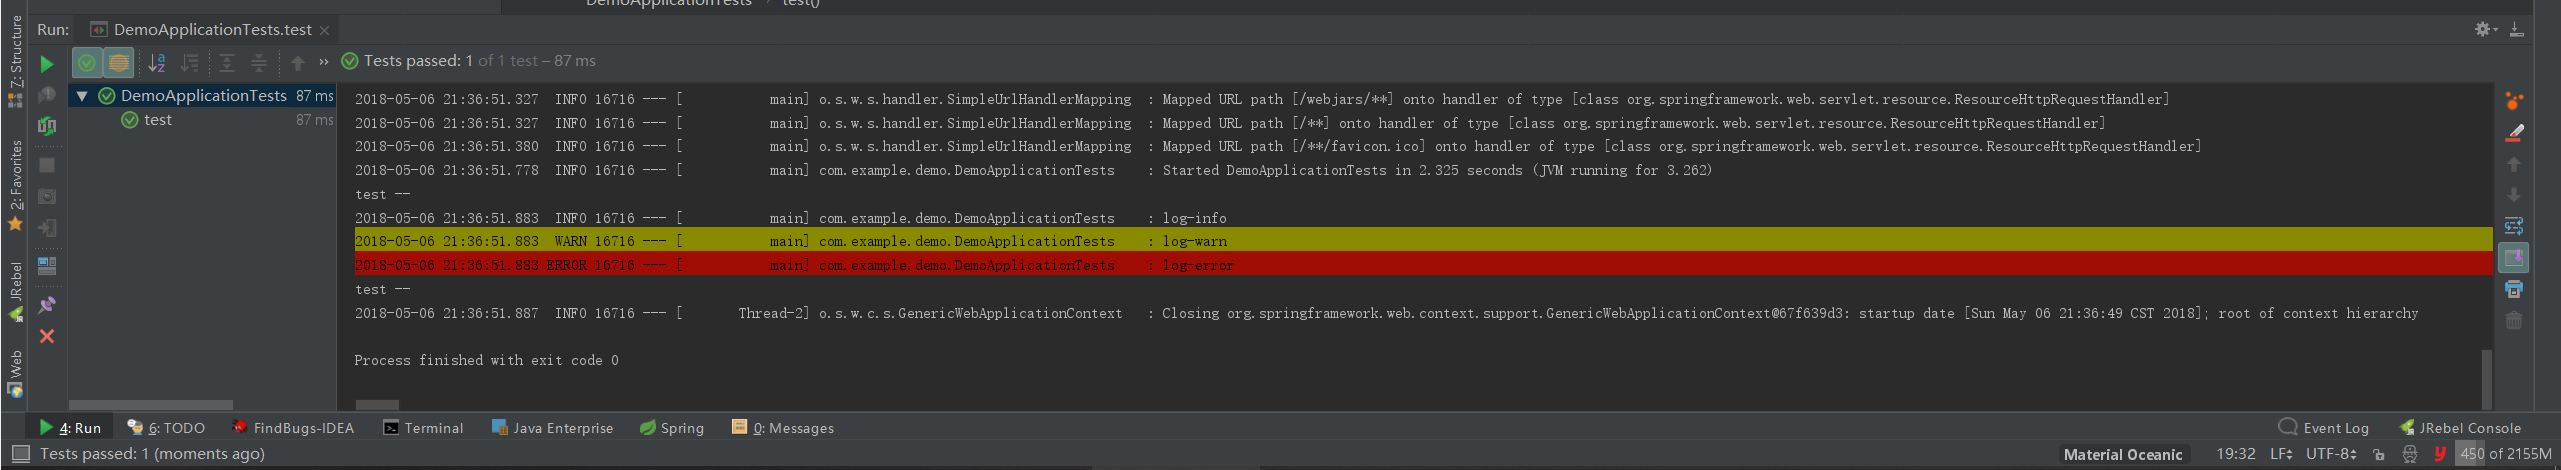 DemoApplicationTests › test()
Run: DemoApplicationTests.test ×
Tests passed: 1 of 1 test – 87 ms
DemoApplicationTests 87 ms
test 87 ms
2018-05-06 21:36:51.327  INFO 16716 --- [           main] o.s.w.s.handler.SimpleUrlHandlerMapping  : Mapped URL path [/webjars/**] onto handler of type [class org.springframework.web.servlet.resource.ResourceHttpRequestHandler]
2018-05-06 21:36:51.327  INFO 16716 --- [           main] o.s.w.s.handler.SimpleUrlHandlerMapping  : Mapped URL path [/**] onto handler of type [class org.springframework.web.servlet.resource.ResourceHttpRequestHandler]
2018-05-06 21:36:51.380  INFO 16716 --- [           main] o.s.w.s.handler.SimpleUrlHandlerMapping  : Mapped URL path [/**/favicon.ico] onto handler of type [class org.springframework.web.servlet.resource.ResourceHttpRequestHandler]
2018-05-06 21:36:51.778  INFO 16716 --- [           main] com.example.demo.DemoApplicationTests    : Started DemoApplicationTests in 2.325 seconds (JVM running for 3.262)
test --
2018-05-06 21:36:51.883  INFO 16716 --- [           main] com.example.demo.DemoApplicationTests    : log-info
2018-05-06 21:36:51.883  WARN 16716 --- [           main] com.example.demo.DemoApplicationTests    : log-warn
2018-05-06 21:36:51.883 ERROR 16716 --- [           main] com.example.demo.DemoApplicationTests    : log-error
test --
2018-05-06 21:36:51.887  INFO 16716 --- [       Thread-2] o.s.w.c.s.GenericWebApplicationContext   : Closing org.springframework.web.context.support.GenericWebApplicationContext@67f639d3: startup date [Sun May 06 21:36:49 CST 2018]; root of context hierarchy
Process finished with exit code 0
Z: Structure
2: Favorites
JRebel
Web
4: Run 6: TODO FindBugs-IDEA Terminal Java Enterprise Spring 0: Messages Event Log JRebel Console
Tests passed: 1 (moments ago) Material Oceanic 19:32 LF UTF-8 450 of 2155M